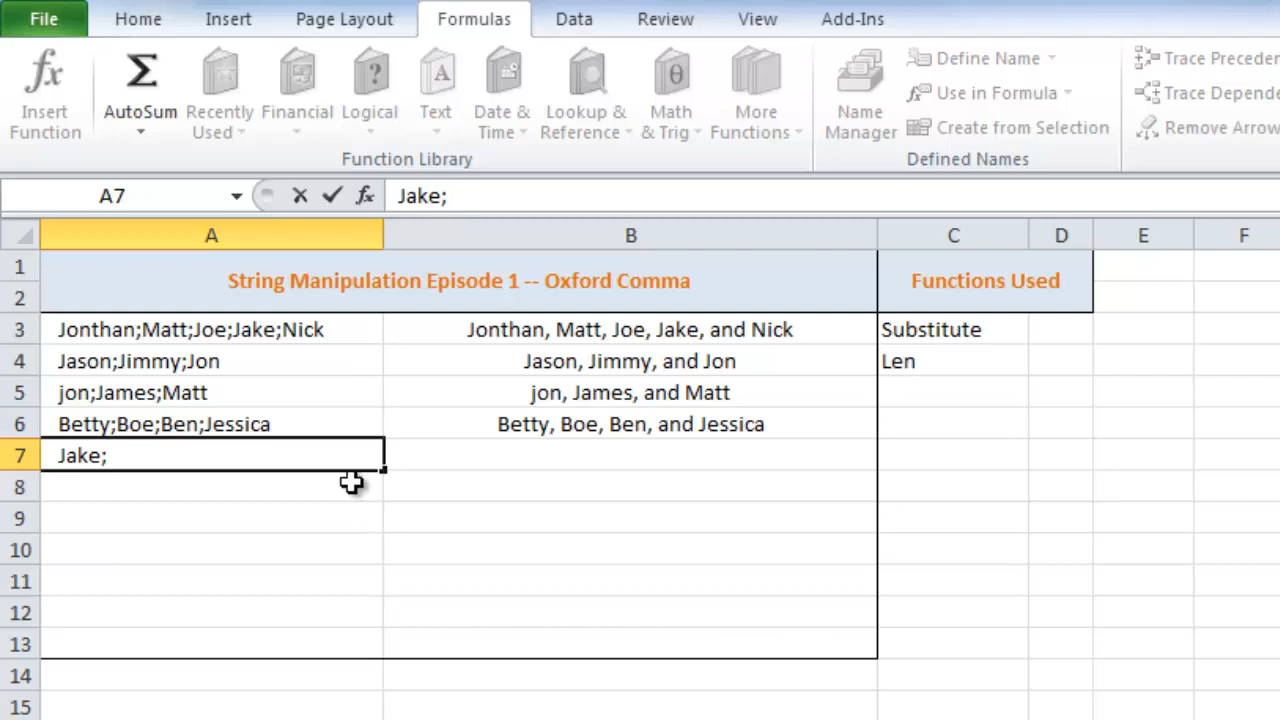 File Home Insert Page Layout Formulas Data Review View Add-Ins
fx Σ ? A θ
Insert Function AutoSum Recently Used Financial Logical Text Date & Time Lookup & Reference Math & Trig More Functions Name Manager
Define Name
Use in Formula
Create from Selection
Trace Preceder
Trace Depende
Remove Arrow
Function Library Defined Names
A7 fx Jake;
A B C D E F
1 String Manipulation Episode 1 -- Oxford Comma Functions Used
2
3 Jonthan;Matt;Joe;Jake;Nick Jonthan, Matt, Joe, Jake, and Nick Substitute
4 Jason;Jimmy;Jon Jason, Jimmy, and Jon Len
5 jon;James;Matt jon, James, and Matt
6 Betty;Boe;Ben;Jessica Betty, Boe, Ben, and Jessica
7 Jake;
8
9
10
11
12
13
14
15